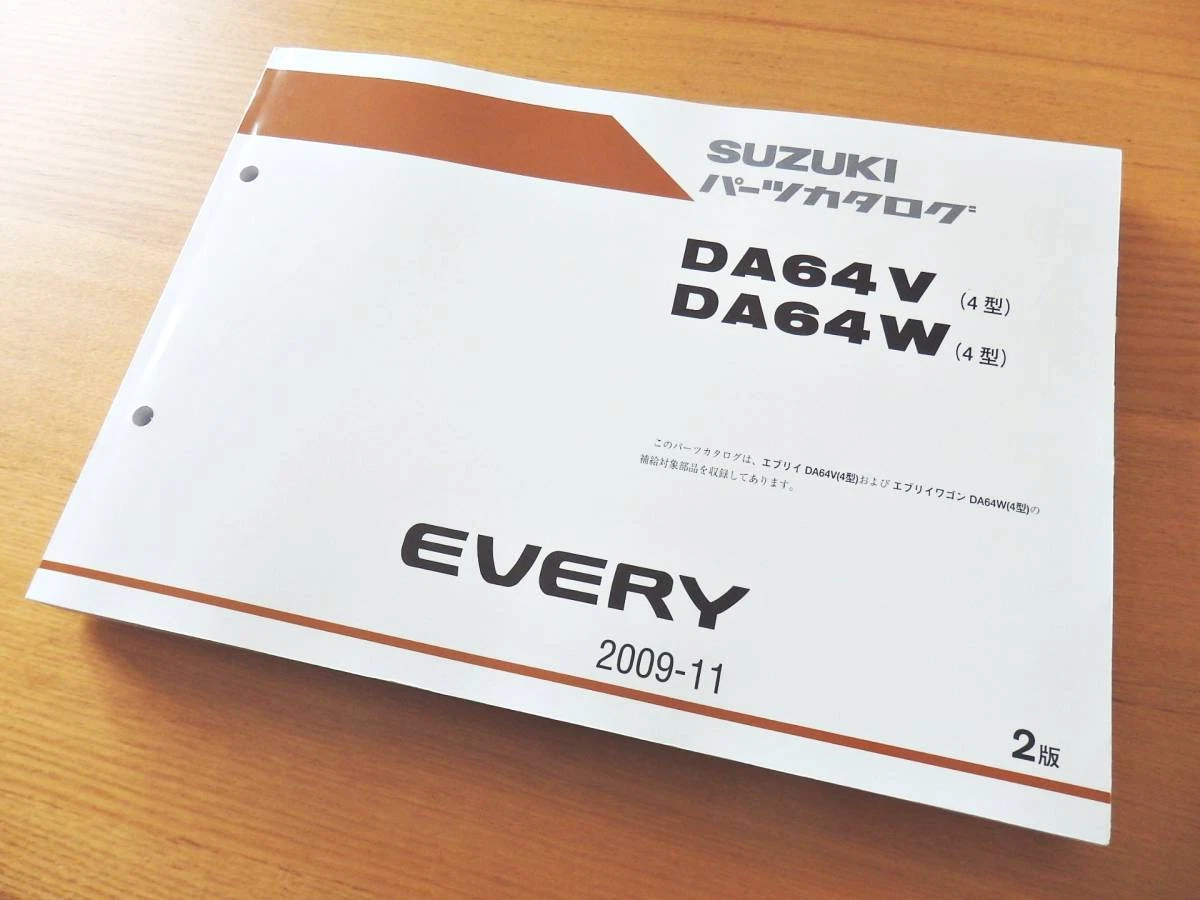 SUZUKI
パーツカタログ
DA64V (4型)
DA64W (4型)
このパーツカタログは、エブリイ DA64V(4型)および エブリイワゴン DA64W(4型)の
補給対象部品を収録してあります。
EVERY
2009-11
2版